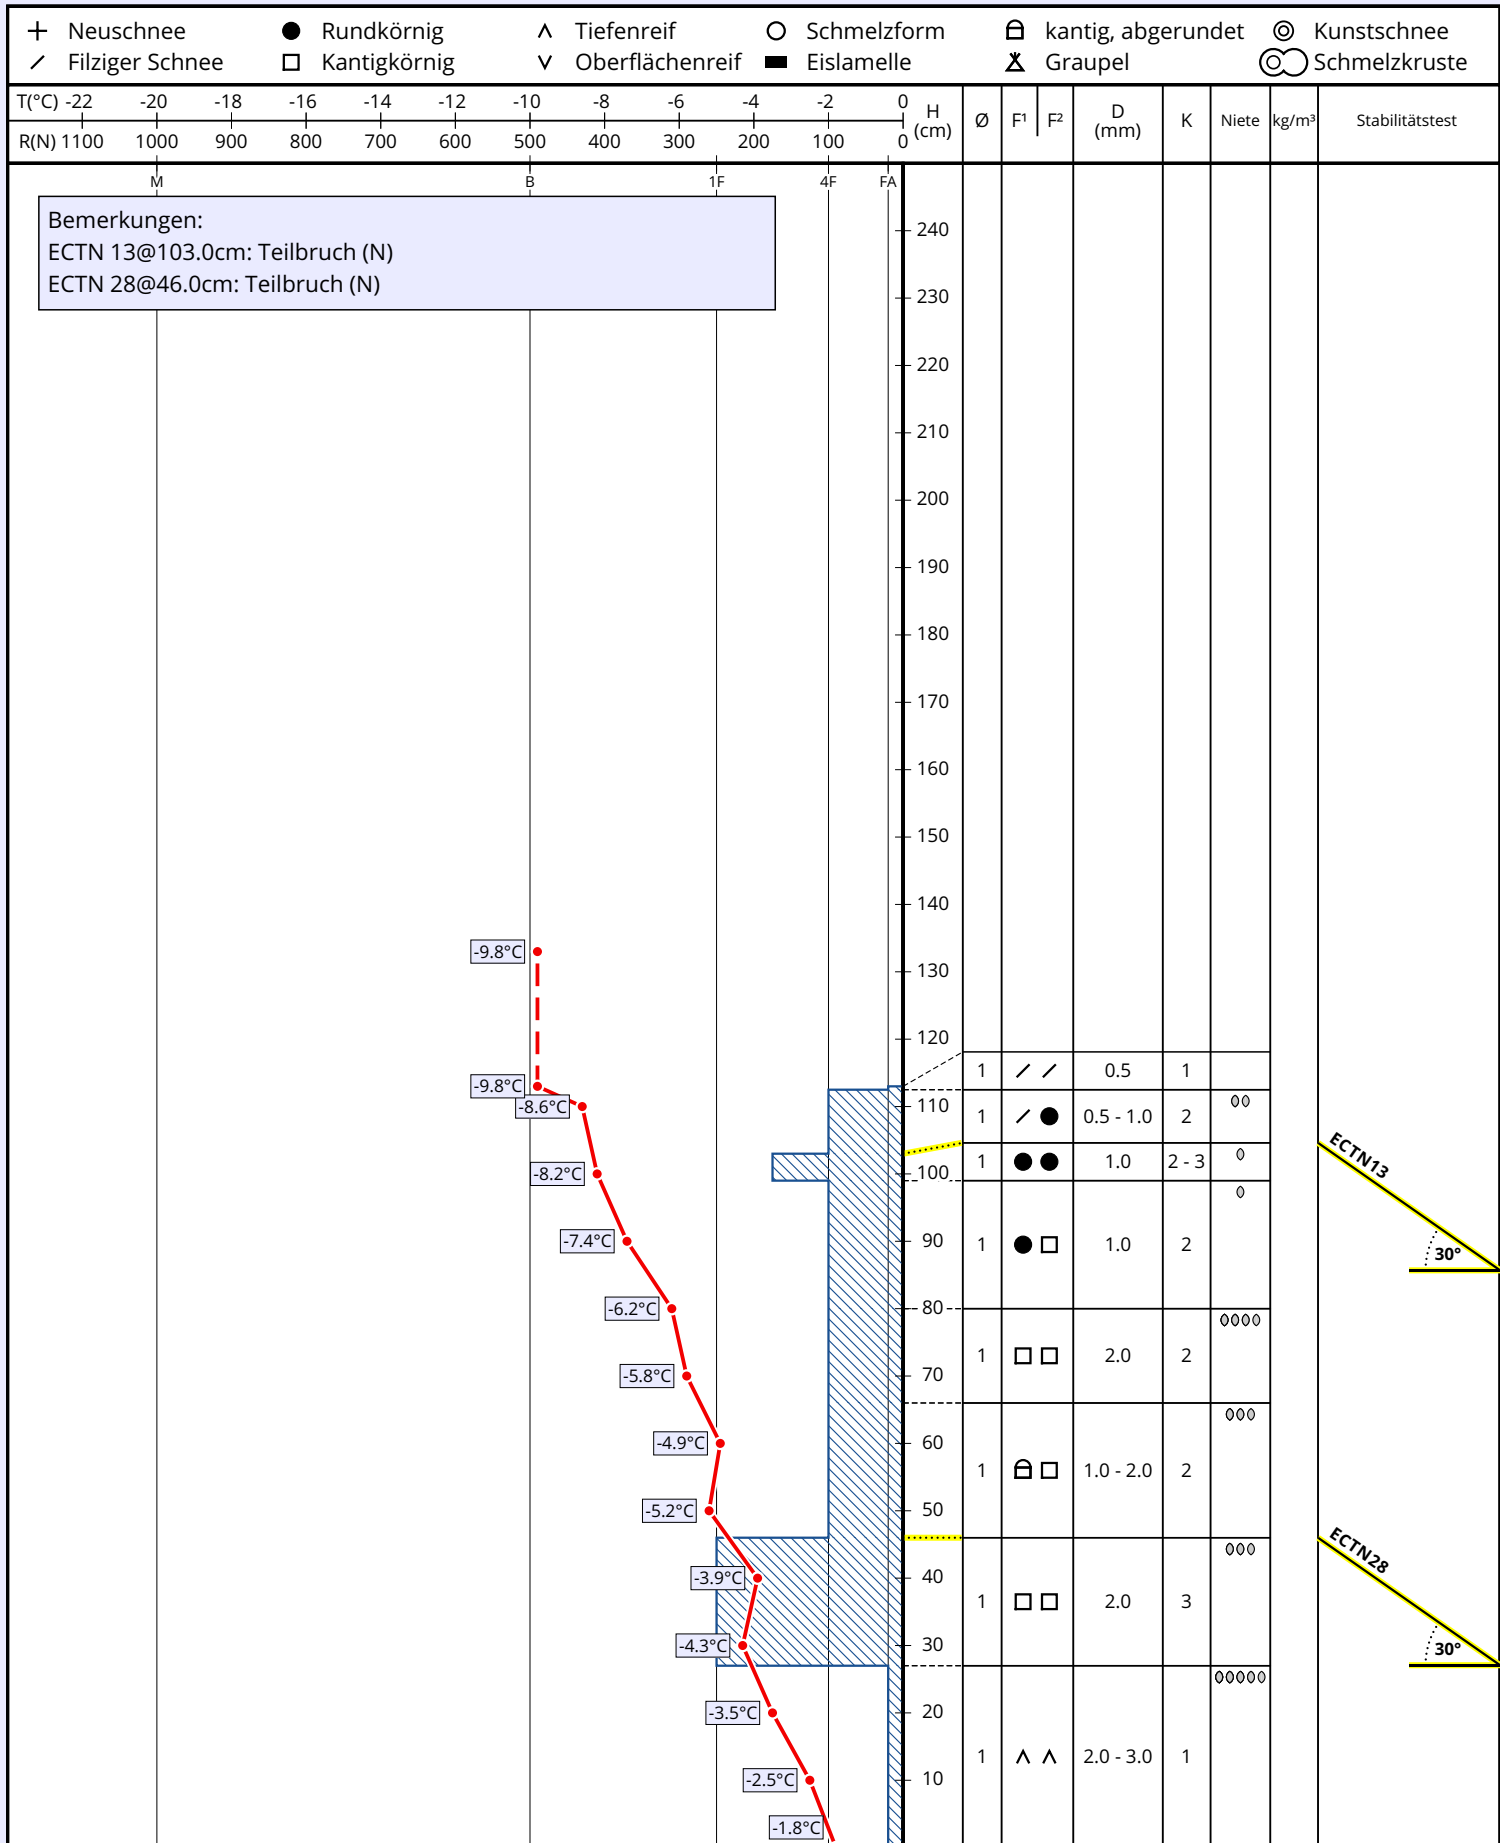 Neuschnee Rundkörnig Tiefenreif Schmelzform kantig, abgerundet Kunstschnee
Filziger Schnee Kantigkörnig Oberflächenreif Eislamelle Graupel Schmelzkruste
T(°C) -22 -20 -18 -16 -14 -12 -10 -8 -6 -4 -2 0
R(N) 1100 1000 900 800 700 600 500 400 300 200 100 0
H (cm) Ø F¹ F² D (mm) K Niete kg/m³ Stabilitätstest
M B 1F 4F FA
Bemerkungen:
ECTN 13@103.0cm: Teilbruch (N)
ECTN 28@46.0cm: Teilbruch (N)
240
230
220
210
200
190
180
170
160
150
140
-9.8°C
130
120
1 0.5 1
-9.8°C
-8.6°C 110
1 0.5 - 1.0 2
1 1.0 2 - 3
ECTN13
-8.2°C 100
-7.4°C 90 1 1.0 2
30°
-6.2°C 80
1 2.0 2
-5.8°C 70
-4.9°C 60
1 1.0 - 2.0 2
-5.2°C 50
ECTN28
-3.9°C 40
1 2.0 3
-4.3°C 30
30°
-3.5°C 20
1 2.0 - 3.0 1
-2.5°C 10
-1.8°C